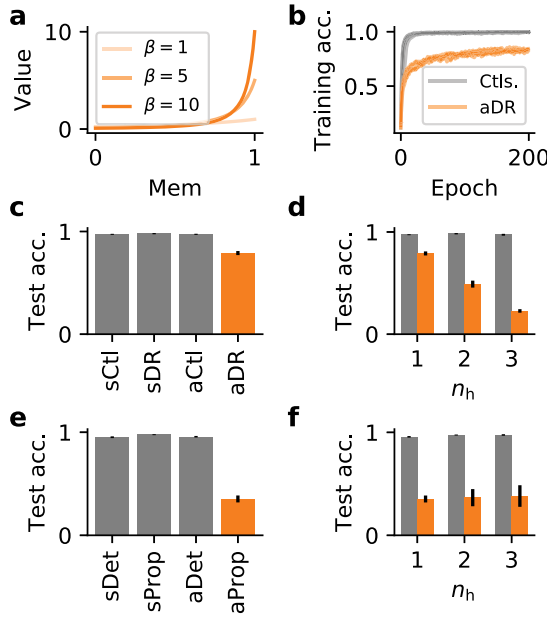 a
Value
10
0
β = 1
β = 5
β = 10
0
1
Mem
b
Training acc.
1.0
0.5
Ctls.
aDR
0
200
Epoch
c
Test acc.
1
0
sCtl
sDR
aCtl
aDR
d
Test acc.
1
0
1
2
3
nh
e
Test acc.
1
0
sDet
sProp
aDet
aProp
f
Test acc.
1
0
1
2
3
nh